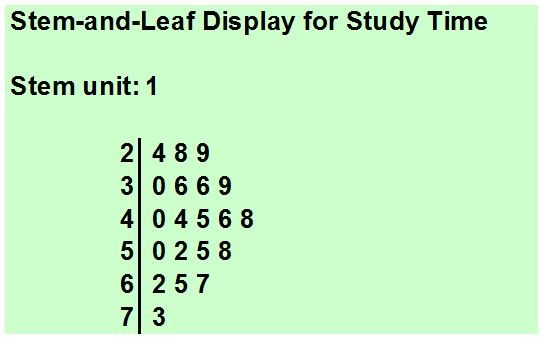 Stem-and-Leaf Display for Study Time
Stem unit: 1
2 4 8 9
3 0 6 6 9
4 0 4 5 6 8
5 0 2 5 8
6 2 5 7
7 3